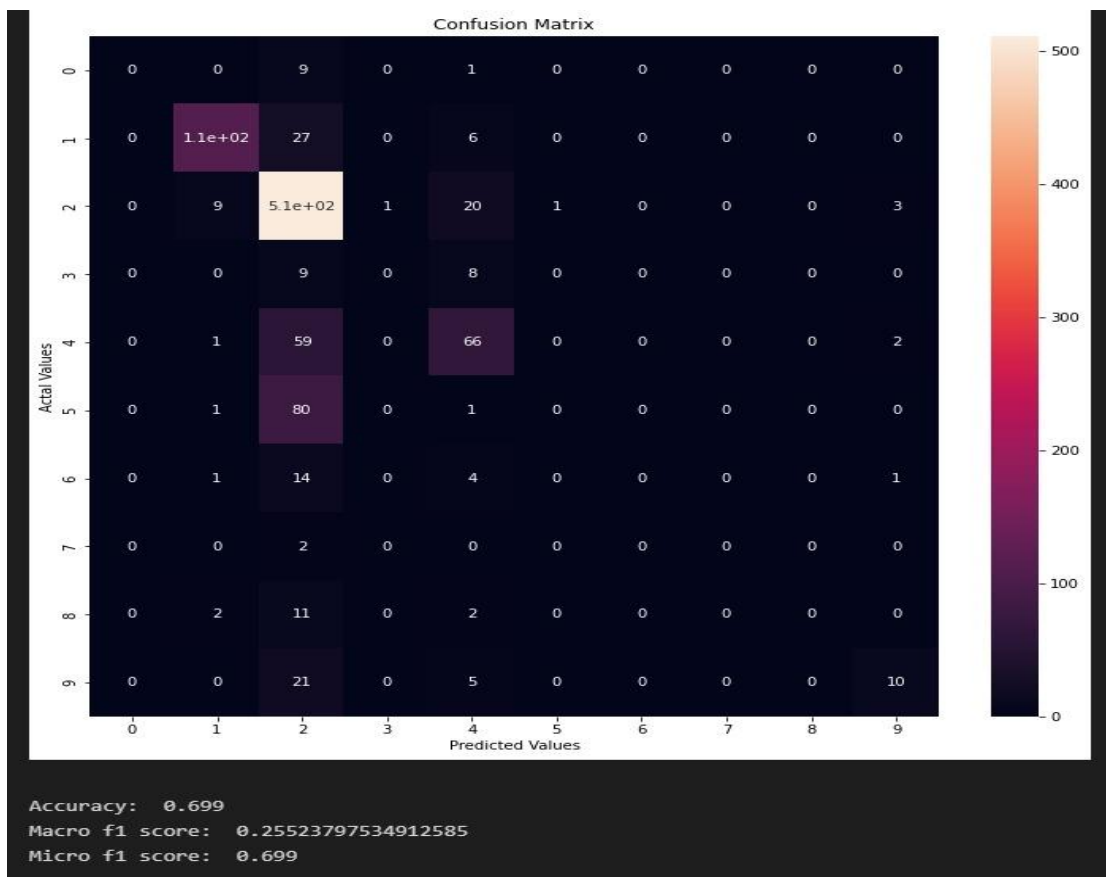 Confusion Matrix
0 0 0 9 0 1 0 0 0 0 0
1 0 1.1e+02 27 0 6 0 0 0 0 0
2 0 9 5.1e+02 1 20 1 0 0 0 3
3 0 0 9 0 8 0 0 0 0 0
4 0 1 59 0 66 0 0 0 0 2
5 0 1 80 0 1 0 0 0 0 0
6 0 1 14 0 4 0 0 0 0 1
7 0 0 2 0 0 0 0 0 0 0
8 0 2 11 0 2 0 0 0 0 0
9 0 0 21 0 5 0 0 0 0 10
0 1 2 3 4 5 6 7 8 9
Actal Values
Predicted Values
500
400
300
200
100
0
Accuracy: 0.699
Macro f1 score: 0.25523797534912585
Micro f1 score: 0.699